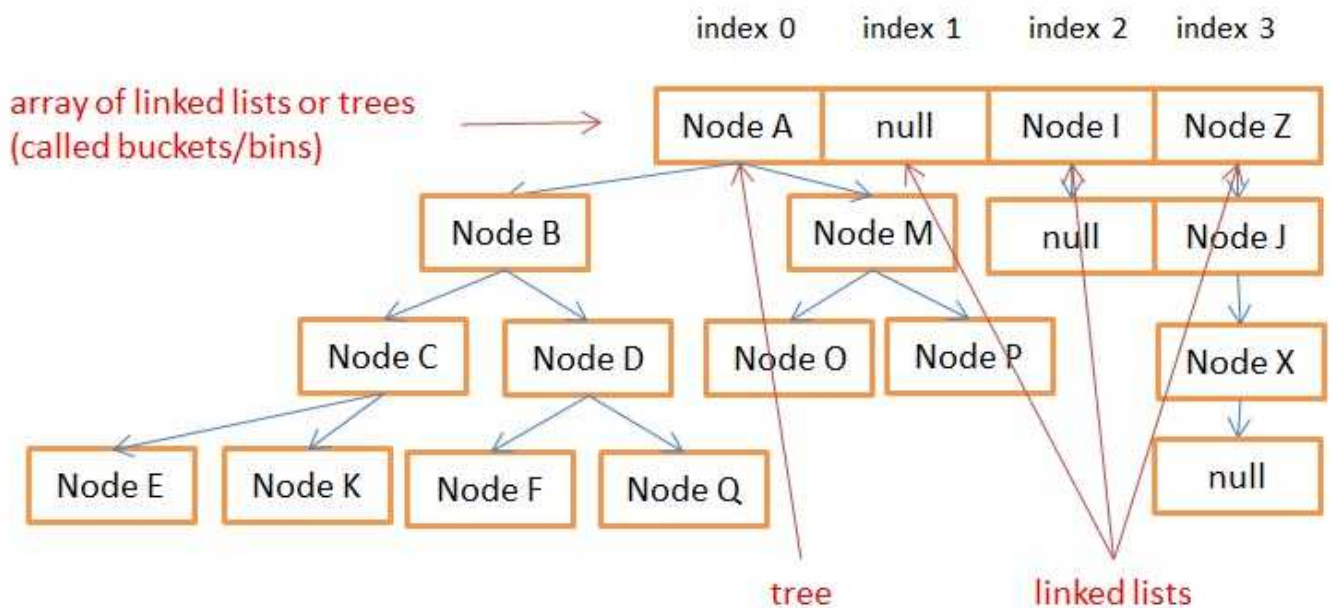 index 0 index 1 index 2 index 3
array of linked lists or trees
(called buckets/bins)
Node A null Node I Node Z
Node B Node M null Node J
Node C Node D Node O Node P Node X
Node E Node K Node F Node Q null
tree linked lists